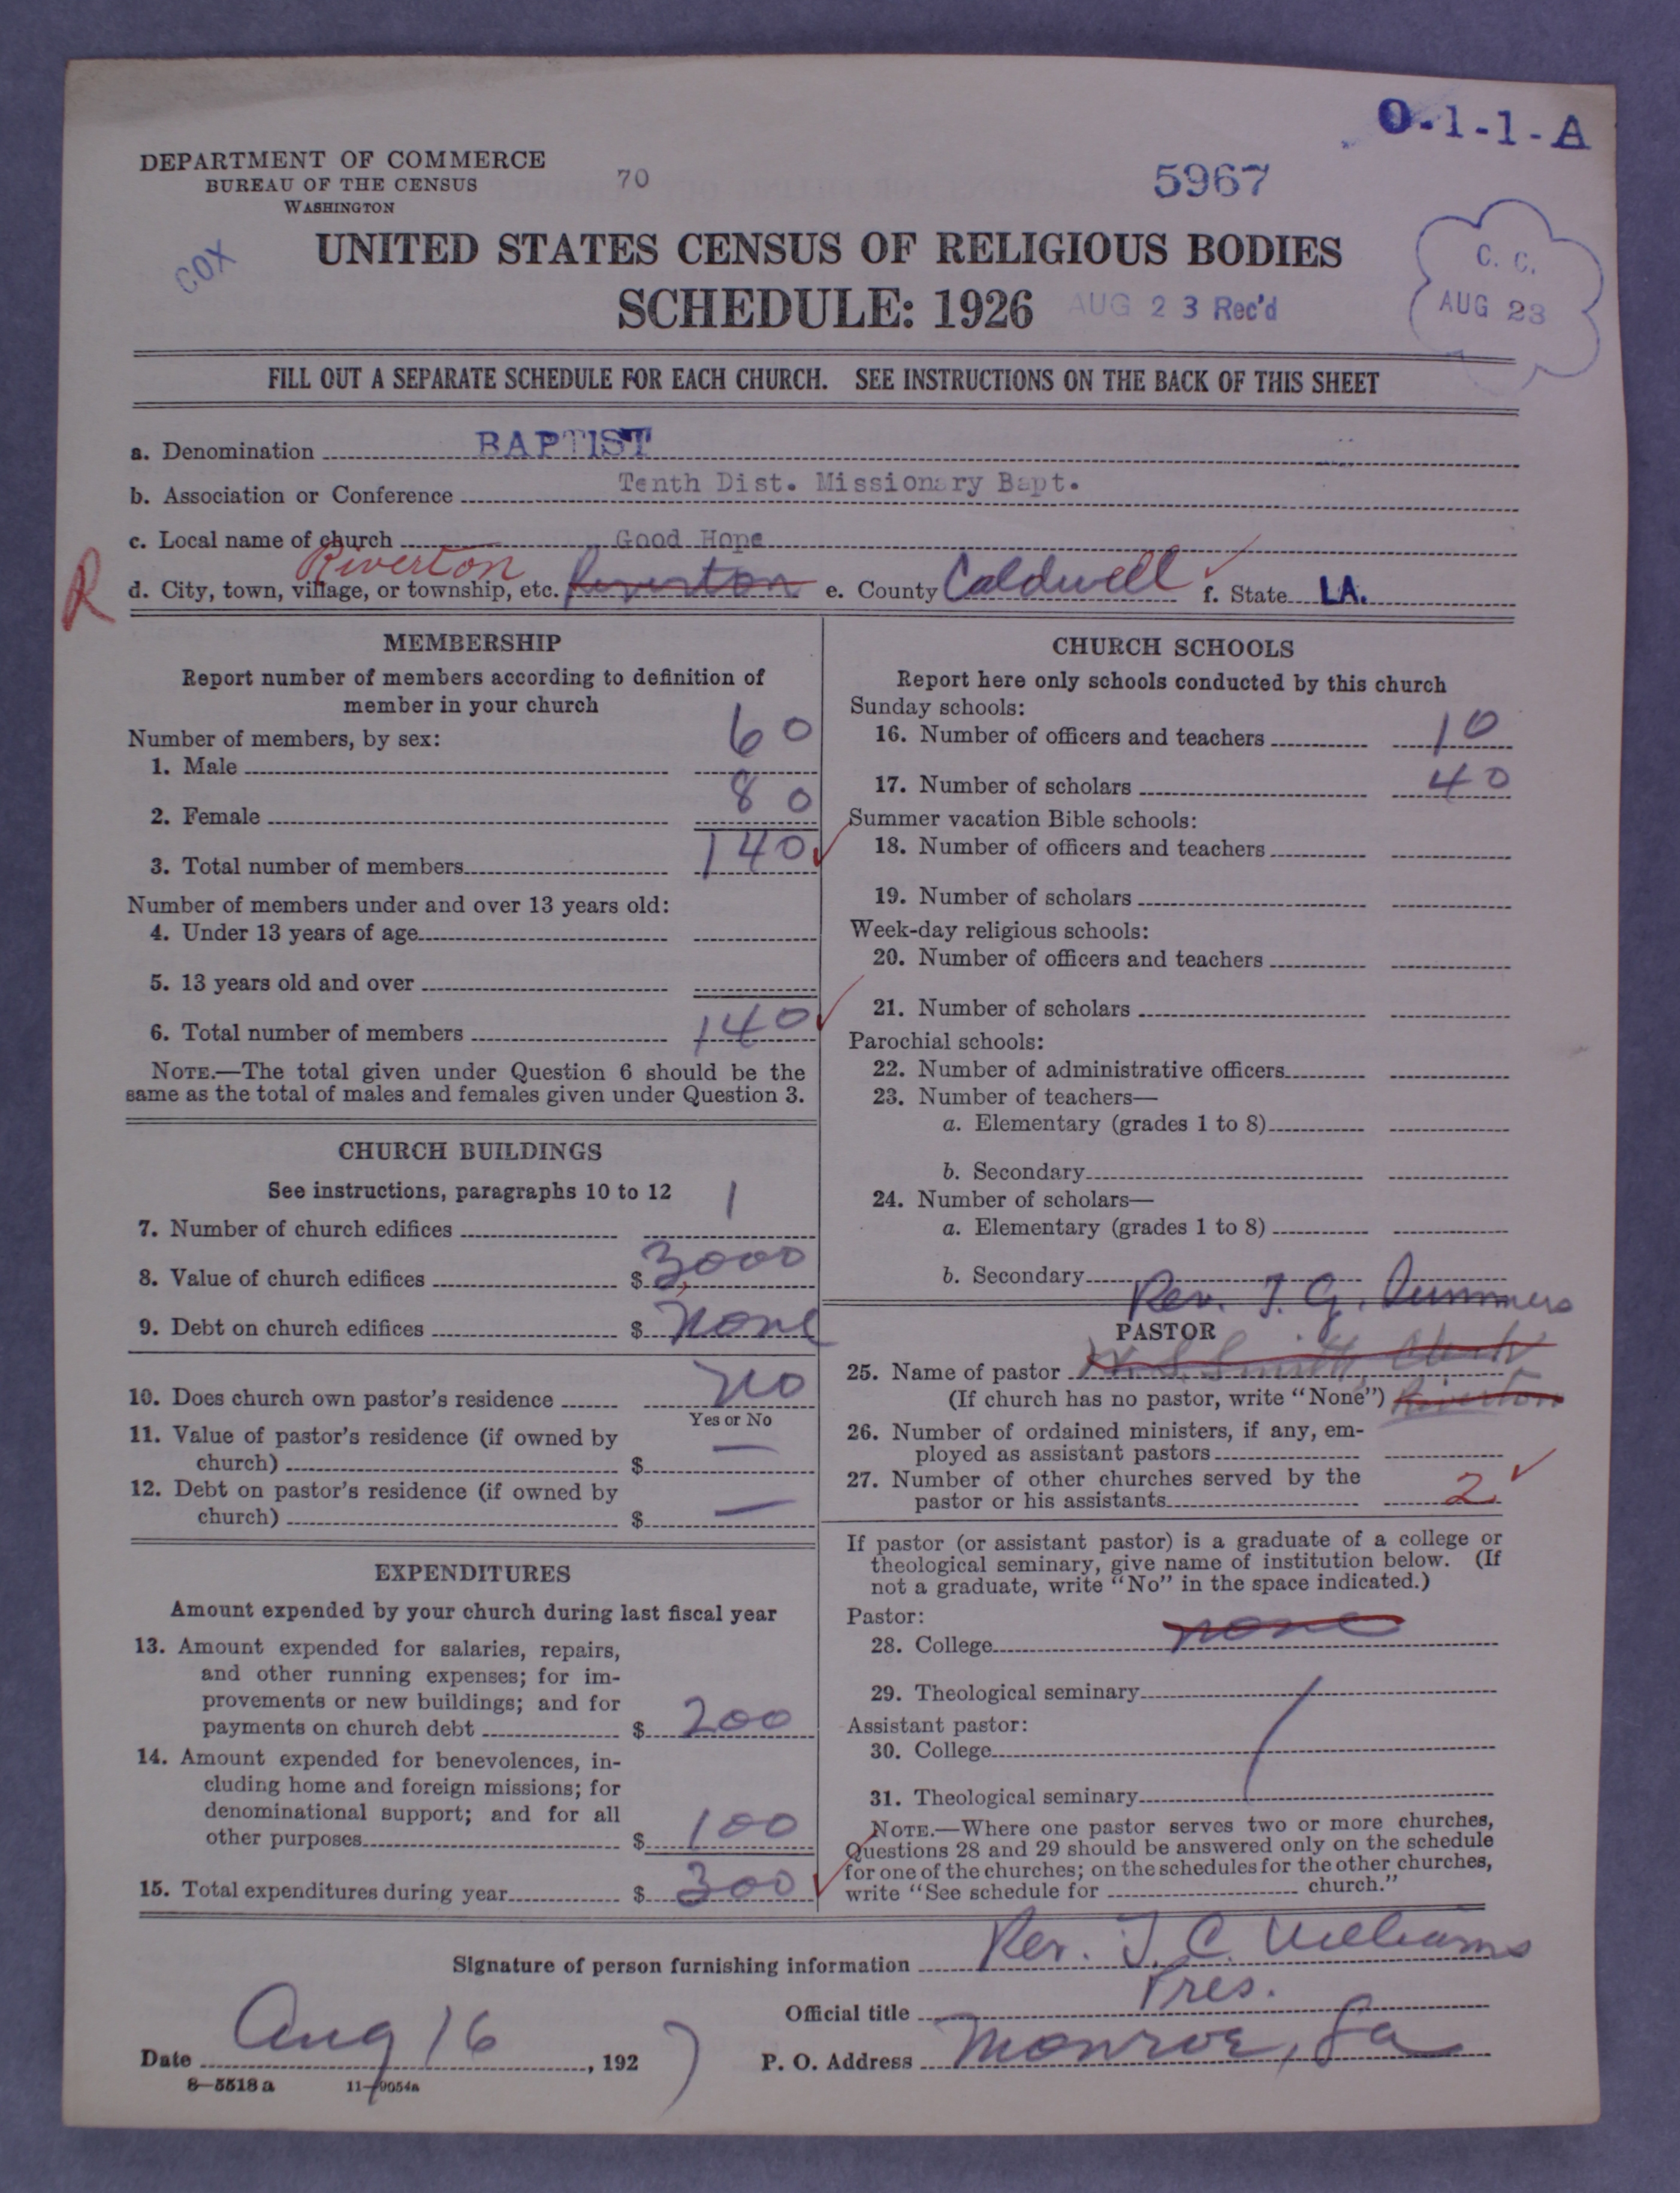 O-1-1-A
DEPARTMENT OF COMMERCE
BUREAU OF THE CENSUS
WASHINGTON
70
5967
COX
UNITED STATES CENSUS OF RELIGIOUS BODIES
SCHEDULE: 1926
AUG 23 Rec'd
C. C.
AUG 23
FILL OUT A SEPARATE SCHEDULE FOR EACH CHURCH. SEE INSTRUCTIONS ON THE BACK OF THIS SHEET
a. Denomination BAPTIST
b. Association or Conference Tenth Dist. Missionary Bapt.
c. Local name of church Good Hope
Riverton
R
d. City, town, village, or township, etc. Riverton e. County Caldwell f. State LA.
MEMBERSHIP
Report number of members according to definition of
member in your church
Number of members, by sex:
1. Male 60
2. Female 80
3. Total number of members 140
Number of members under and over 13 years old:
4. Under 13 years of age
5. 13 years old and over
6. Total number of members 140
NOTE.—The total given under Question 6 should be the
same as the total of males and females given under Question 3.
CHURCH BUILDINGS
See instructions, paragraphs 10 to 12
7. Number of church edifices 1
8. Value of church edifices $ 3,000
9. Debt on church edifices $ None
10. Does church own pastor's residence No
Yes or No
11. Value of pastor's residence (if owned by
church) $ —
12. Debt on pastor's residence (if owned by
church) $ —
EXPENDITURES
Amount expended by your church during last fiscal year
13. Amount expended for salaries, repairs,
and other running expenses; for im-
provements or new buildings; and for
payments on church debt $ 200
14. Amount expended for benevolences, in-
cluding home and foreign missions; for
denominational support; and for all
other purposes $ 100
15. Total expenditures during year $ 300
CHURCH SCHOOLS
Report here only schools conducted by this church
Sunday schools:
16. Number of officers and teachers 10
17. Number of scholars 40
Summer vacation Bible schools:
18. Number of officers and teachers
19. Number of scholars
Week-day religious schools:
20. Number of officers and teachers
21. Number of scholars
Parochial schools:
22. Number of administrative officers
23. Number of teachers—
a. Elementary (grades 1 to 8)
b. Secondary
24. Number of scholars—
a. Elementary (grades 1 to 8)
b. Secondary
Rev. T. G.
PASTOR
25. Name of pastor S. Smith, Clerk
(If church has no pastor, write "None") Riverton
26. Number of ordained ministers, if any, em-
ployed as assistant pastors
27. Number of other churches served by the
pastor or his assistants 2
If pastor (or assistant pastor) is a graduate of a college or
theological seminary, give name of institution below. (If
not a graduate, write "No" in the space indicated.)
Pastor:
28. College none
29. Theological seminary
Assistant pastor:
30. College
31. Theological seminary
NOTE.—Where one pastor serves two or more churches,
Questions 28 and 29 should be answered only on the schedule
for one of the churches; on the schedules for the other churches,
write "See schedule for church."
Signature of person furnishing information Rev. J. C. Williams
Official title Pres.
Date Aug 16, 1927 P. O. Address Monroe, La
8—5518 a 11—9054a